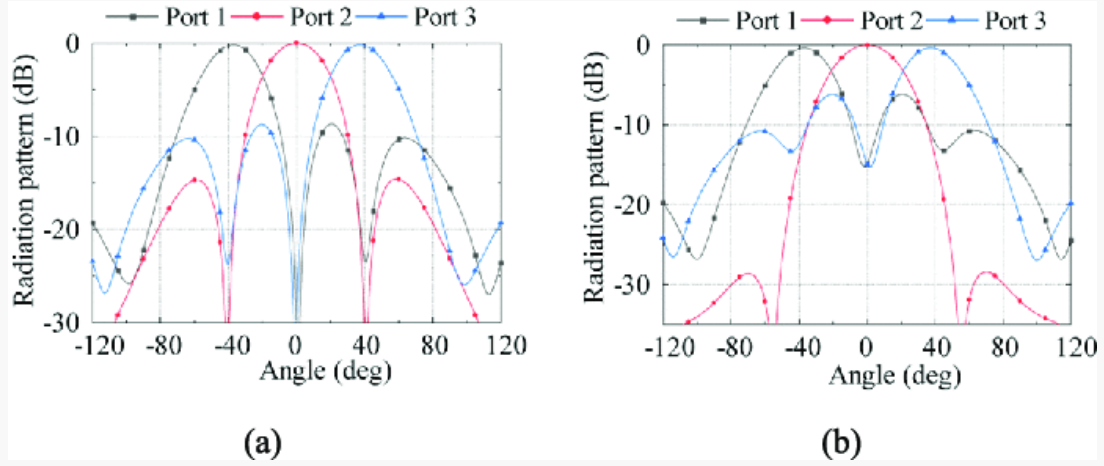 Port 1 Port 2 Port 3
Radiation pattern (dB)
0
-10
-20
-30
-120 -80 -40 0 40 80 120
Angle (deg)
(a)
Port 1 Port 2 Port 3
Radiation pattern (dB)
0
-10
-20
-30
-120 -80 -40 0 40 80 120
Angle (deg)
(b)